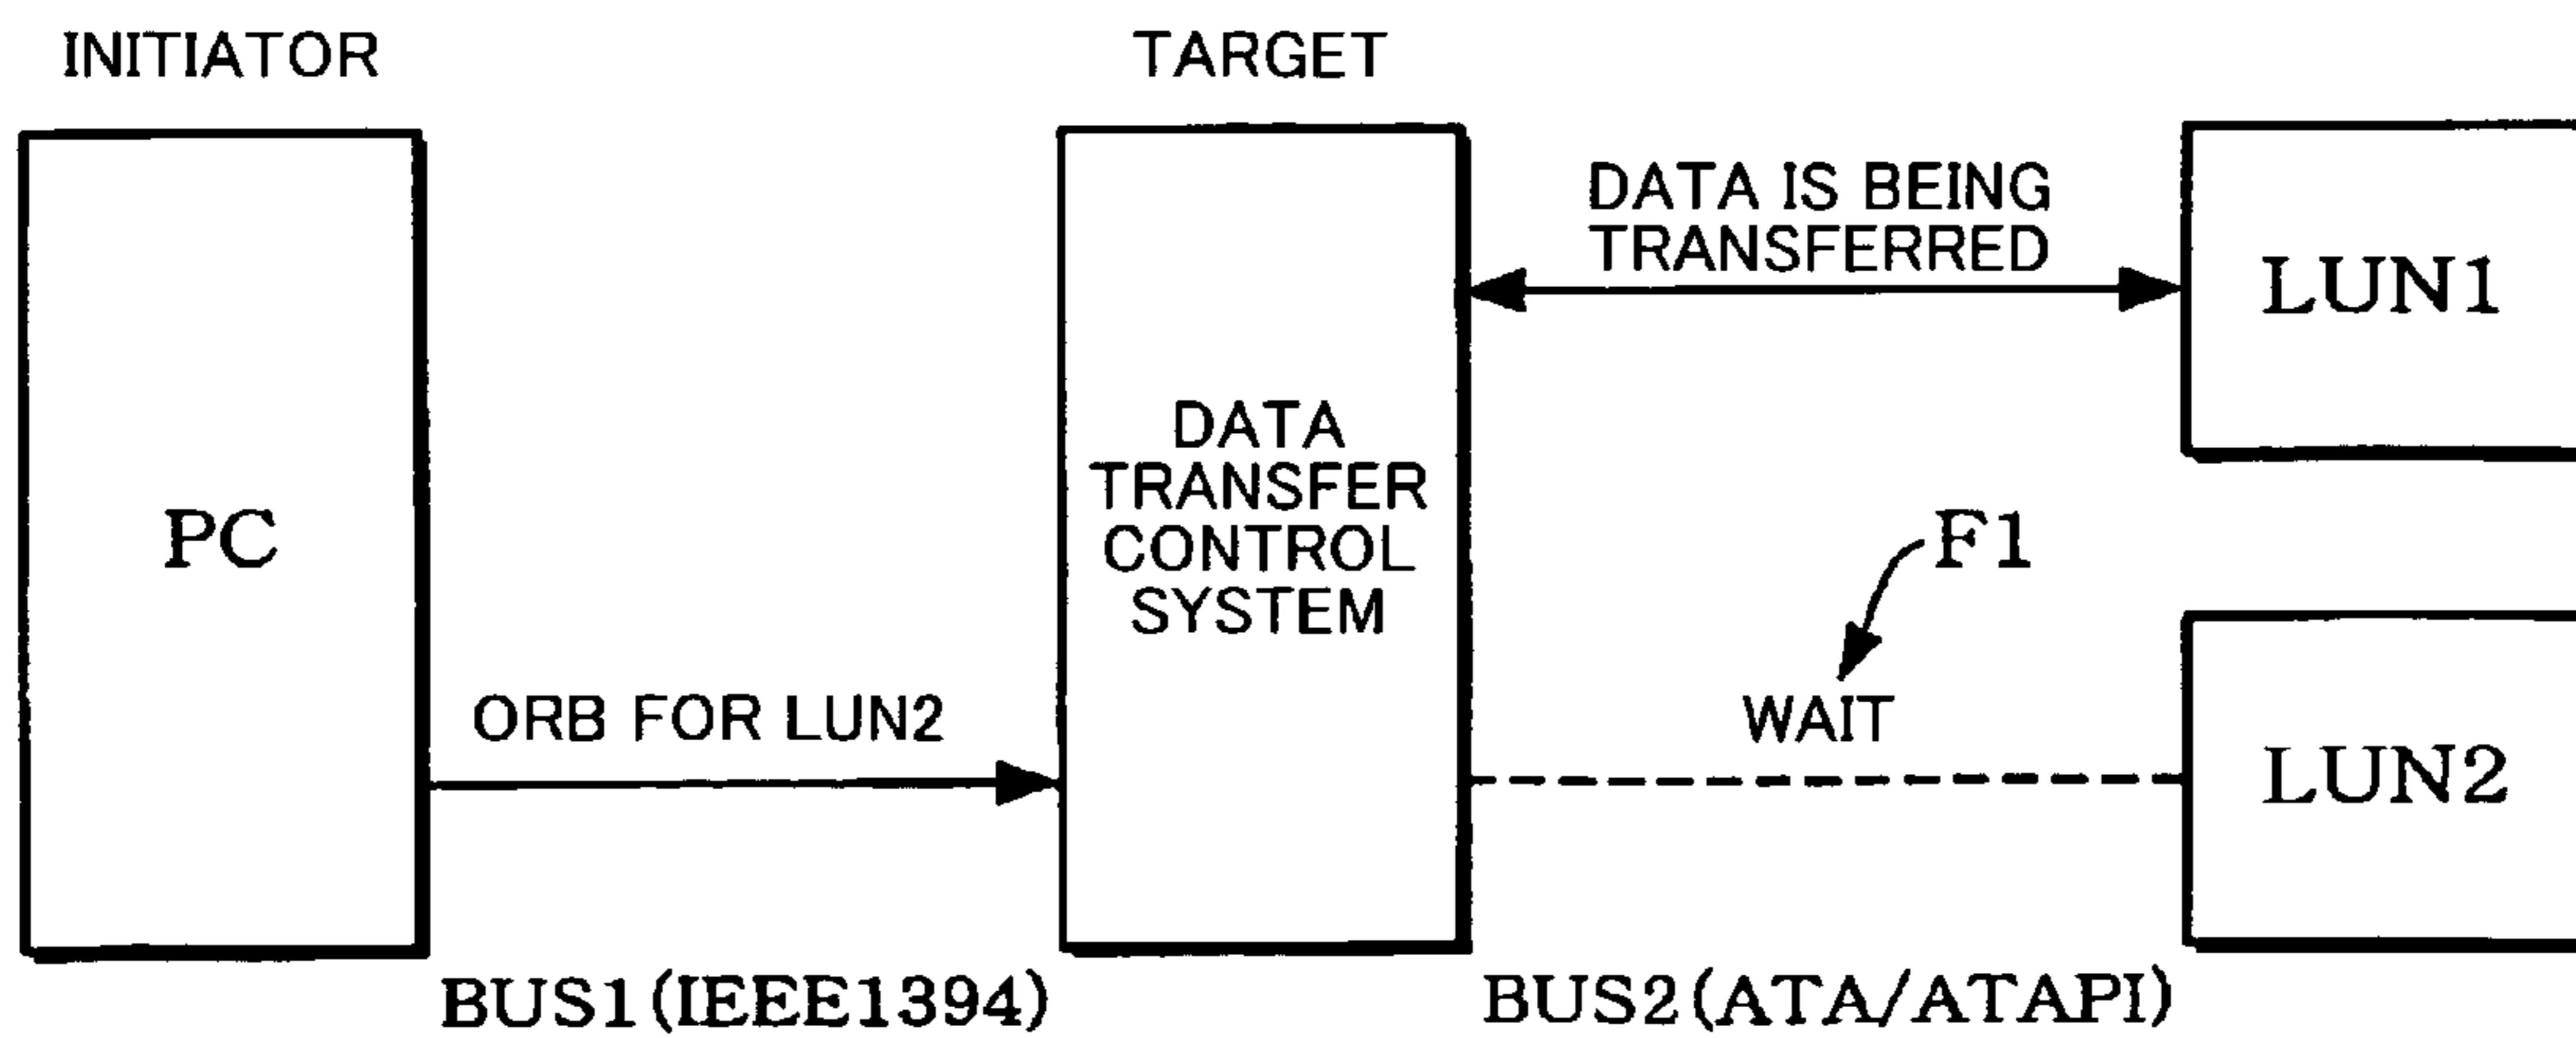 INITIATOR
TARGET
DATA IS BEING
TRANSFERRED
LUN1
DATA
TRANSFER
CONTROL
SYSTEM
PC
F1
ORB FOR LUN2
WAIT
LUN2
BUS1(IEEE1394)
BUS2(ATA/ATAPI)